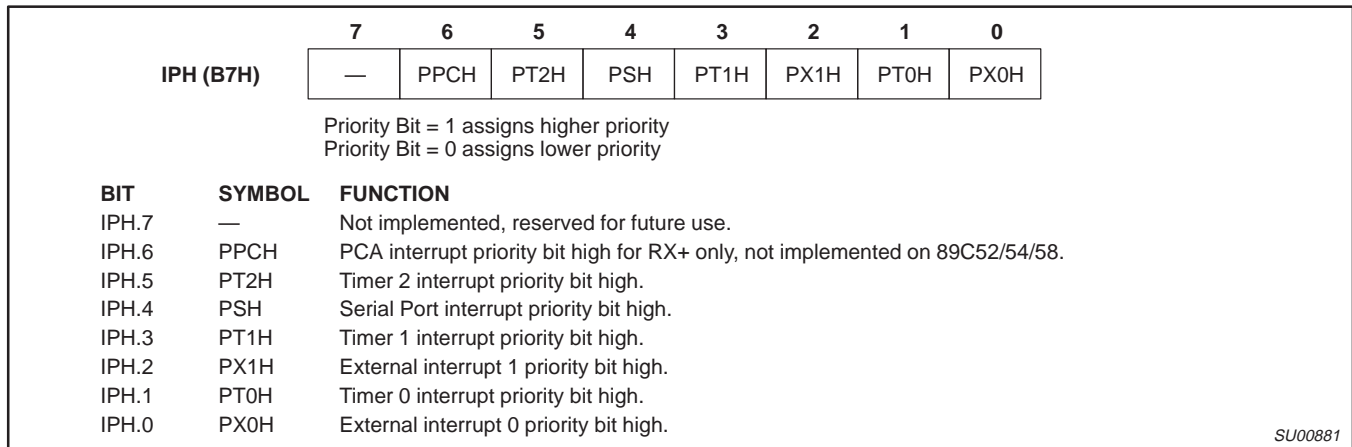 7 6 5 4 3 2 1 0
IPH (B7H) — PPCH PT2H PSH PT1H PX1H PT0H PX0H
Priority Bit = 1 assigns higher priority
Priority Bit = 0 assigns lower priority
BIT SYMBOL FUNCTION
IPH.7 — Not implemented, reserved for future use.
IPH.6 PPCH PCA interrupt priority bit high for RX+ only, not implemented on 89C52/54/58.
IPH.5 PT2H Timer 2 interrupt priority bit high.
IPH.4 PSH Serial Port interrupt priority bit high.
IPH.3 PT1H Timer 1 interrupt priority bit high.
IPH.2 PX1H External interrupt 1 priority bit high.
IPH.1 PT0H Timer 0 interrupt priority bit high.
IPH.0 PX0H External interrupt 0 priority bit high.
SU00881